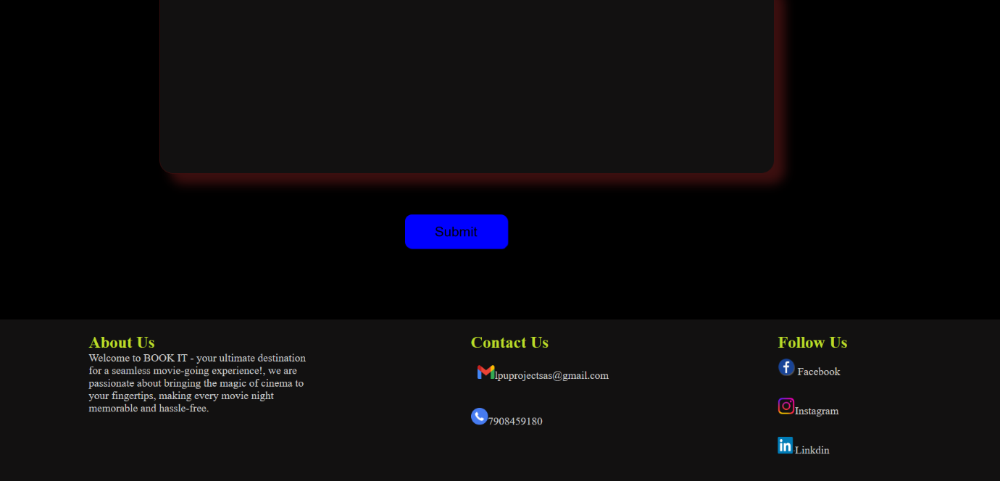 Submit
About Us
Welcome to BOOK IT - your ultimate destination
for a seamless movie-going experience!, we are
passionate about bringing the magic of cinema to
your fingertips, making every movie night
memorable and hassle-free.
Contact Us
lpuprojectsas@gmail.com
7908459180
Follow Us
Facebook
Instagram
in Linkdin